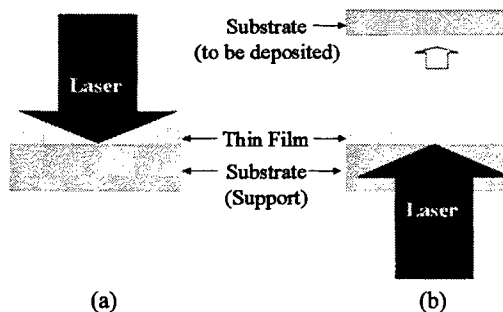 Substrate
(to be deposited)
Laser
Thin Film
Substrate
(Support)
Laser
(a)
(b)